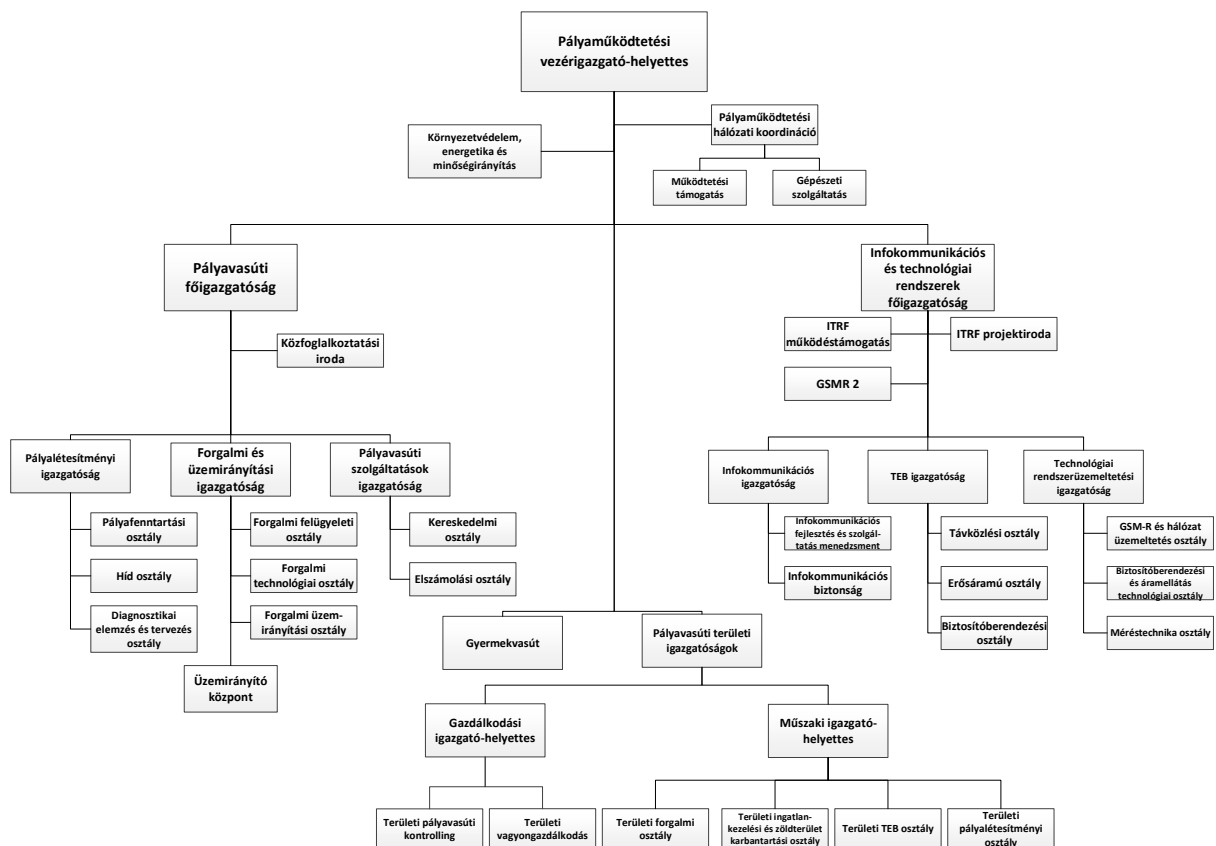 Pályaműködtetési
vezérigazgató-helyettes
Környezetvédelem,
energetika és
minőségirányítás
Pályaműködtetési
hálózati koordináció
Működtetési
támogatás
Gépészeti
szolgáltatás
Pályavasúti
főigazgatóság
Közfoglalkoztatási
iroda
Pályalétesítményi
igazgatóság
Pályafenntartási
osztály
Híd osztály
Diagnosztikai
elemzés és tervezés
osztály
Forgalmi és
üzemirányítási
igazgatóság
Forgalmi felügyeleti
osztály
Forgalmi
technológiai osztály
Forgalmi üzem-
irányítási osztály
Üzemirányító
központ
Pályavasúti
szolgáltatások
igazgatóság
Kereskedelmi
osztály
Elszámolási osztály
Infokommunikációs
és technológiai
rendszerek
főigazgatóság
ITRF
működéstámogatás
ITRF projektiroda
GSMR 2
Infokommunikációs
igazgatóság
Infokommunikációs
fejlesztés és szolgál-
tatás menedzsment
Infokommunikációs
biztonság
TEB igazgatóság
Távközlési osztály
Erősáramú osztály
Biztosítóberendezési
osztály
Technológiai
rendszerüzemeltetési
igazgatóság
GSM-R és hálózat
üzemeltetés osztály
Biztosítóberendezési
és áramellátás
technológiai osztály
Méréstechnika osztály
Gyermekvasút
Pályavasúti területi
igazgatóságok
Gazdálkodási
igazgató-helyettes
Területi pályavasúti
kontrolling
Területi
vagyongazdálkodás
Műszaki igazgató-
helyettes
Területi forgalmi
osztály
Területi ingatlan-
kezelési és zöldterület
karbantartási osztály
Területi TEB osztály
Területi
pályalétesítményi
osztály